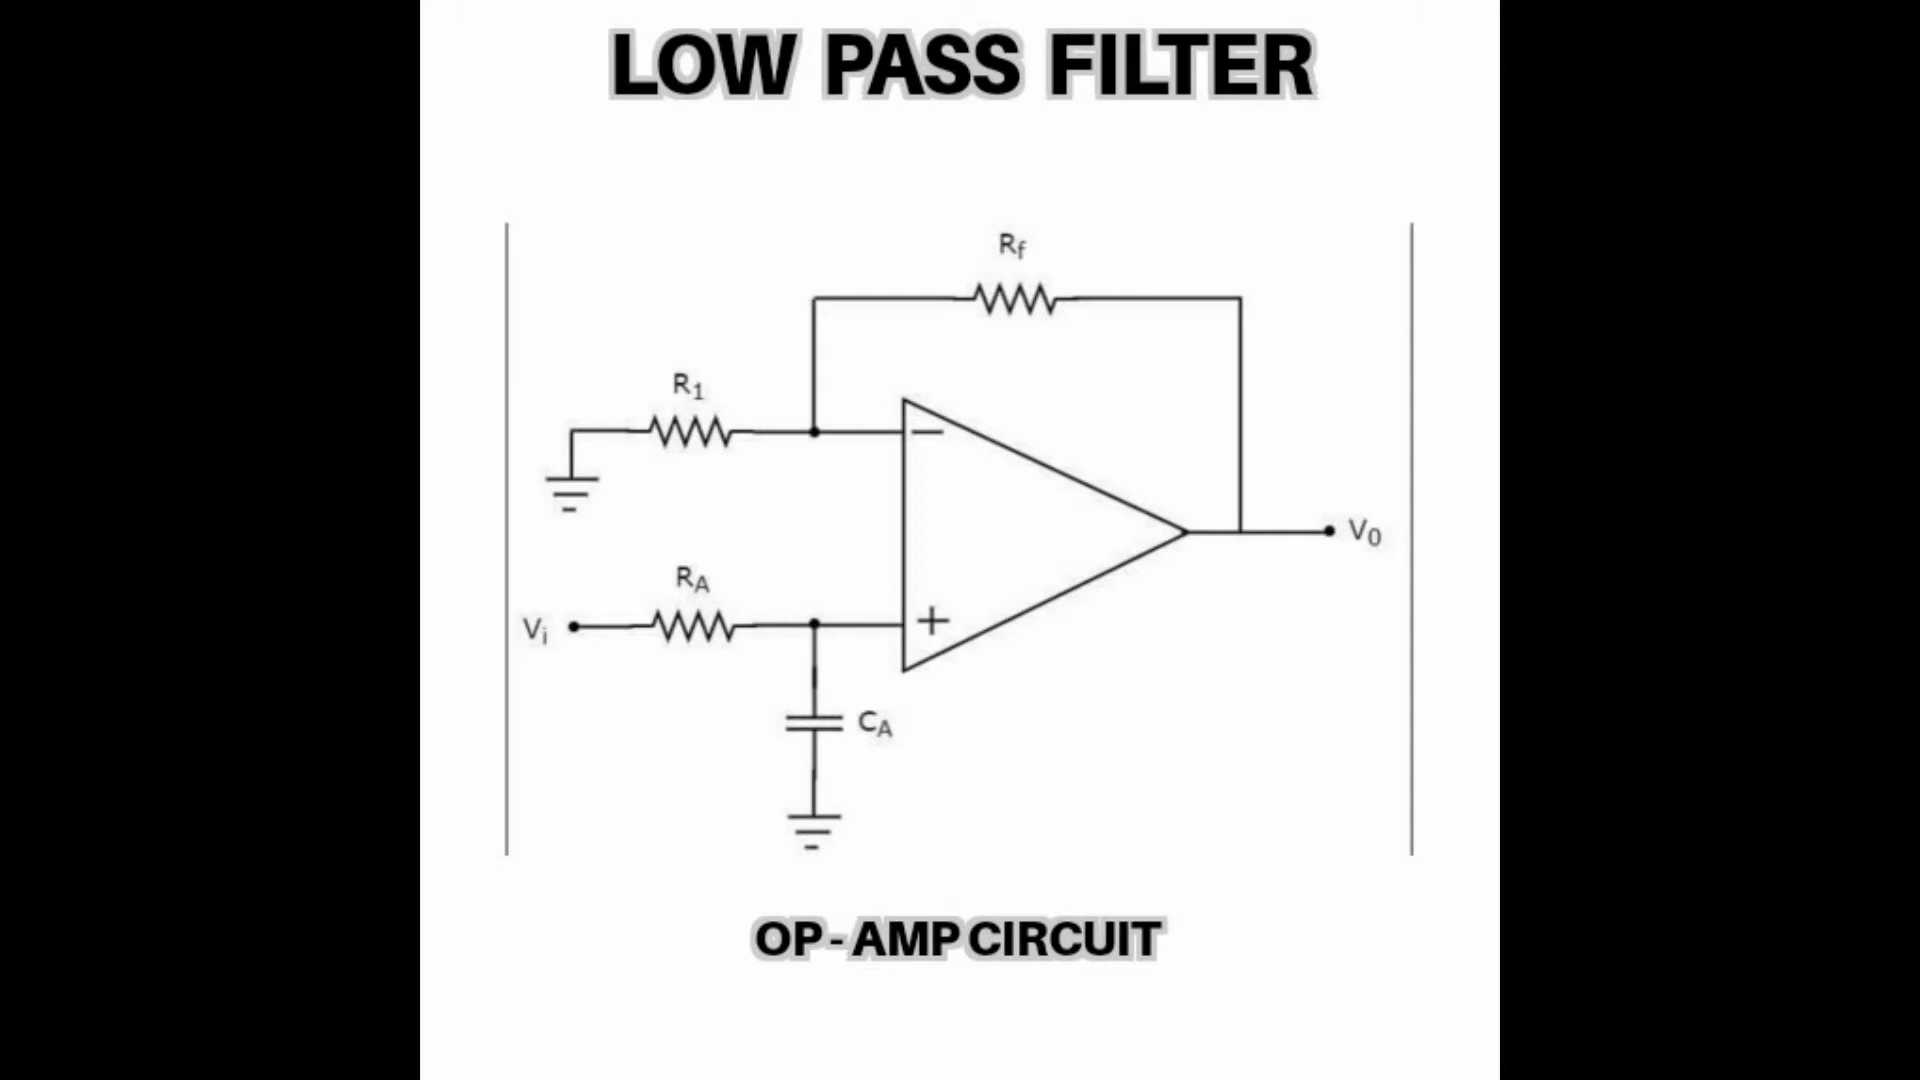 LOW PASS FILTER
Rf
R1
−
V0
RA
Vi
+
CA
OP - AMP CIRCUIT